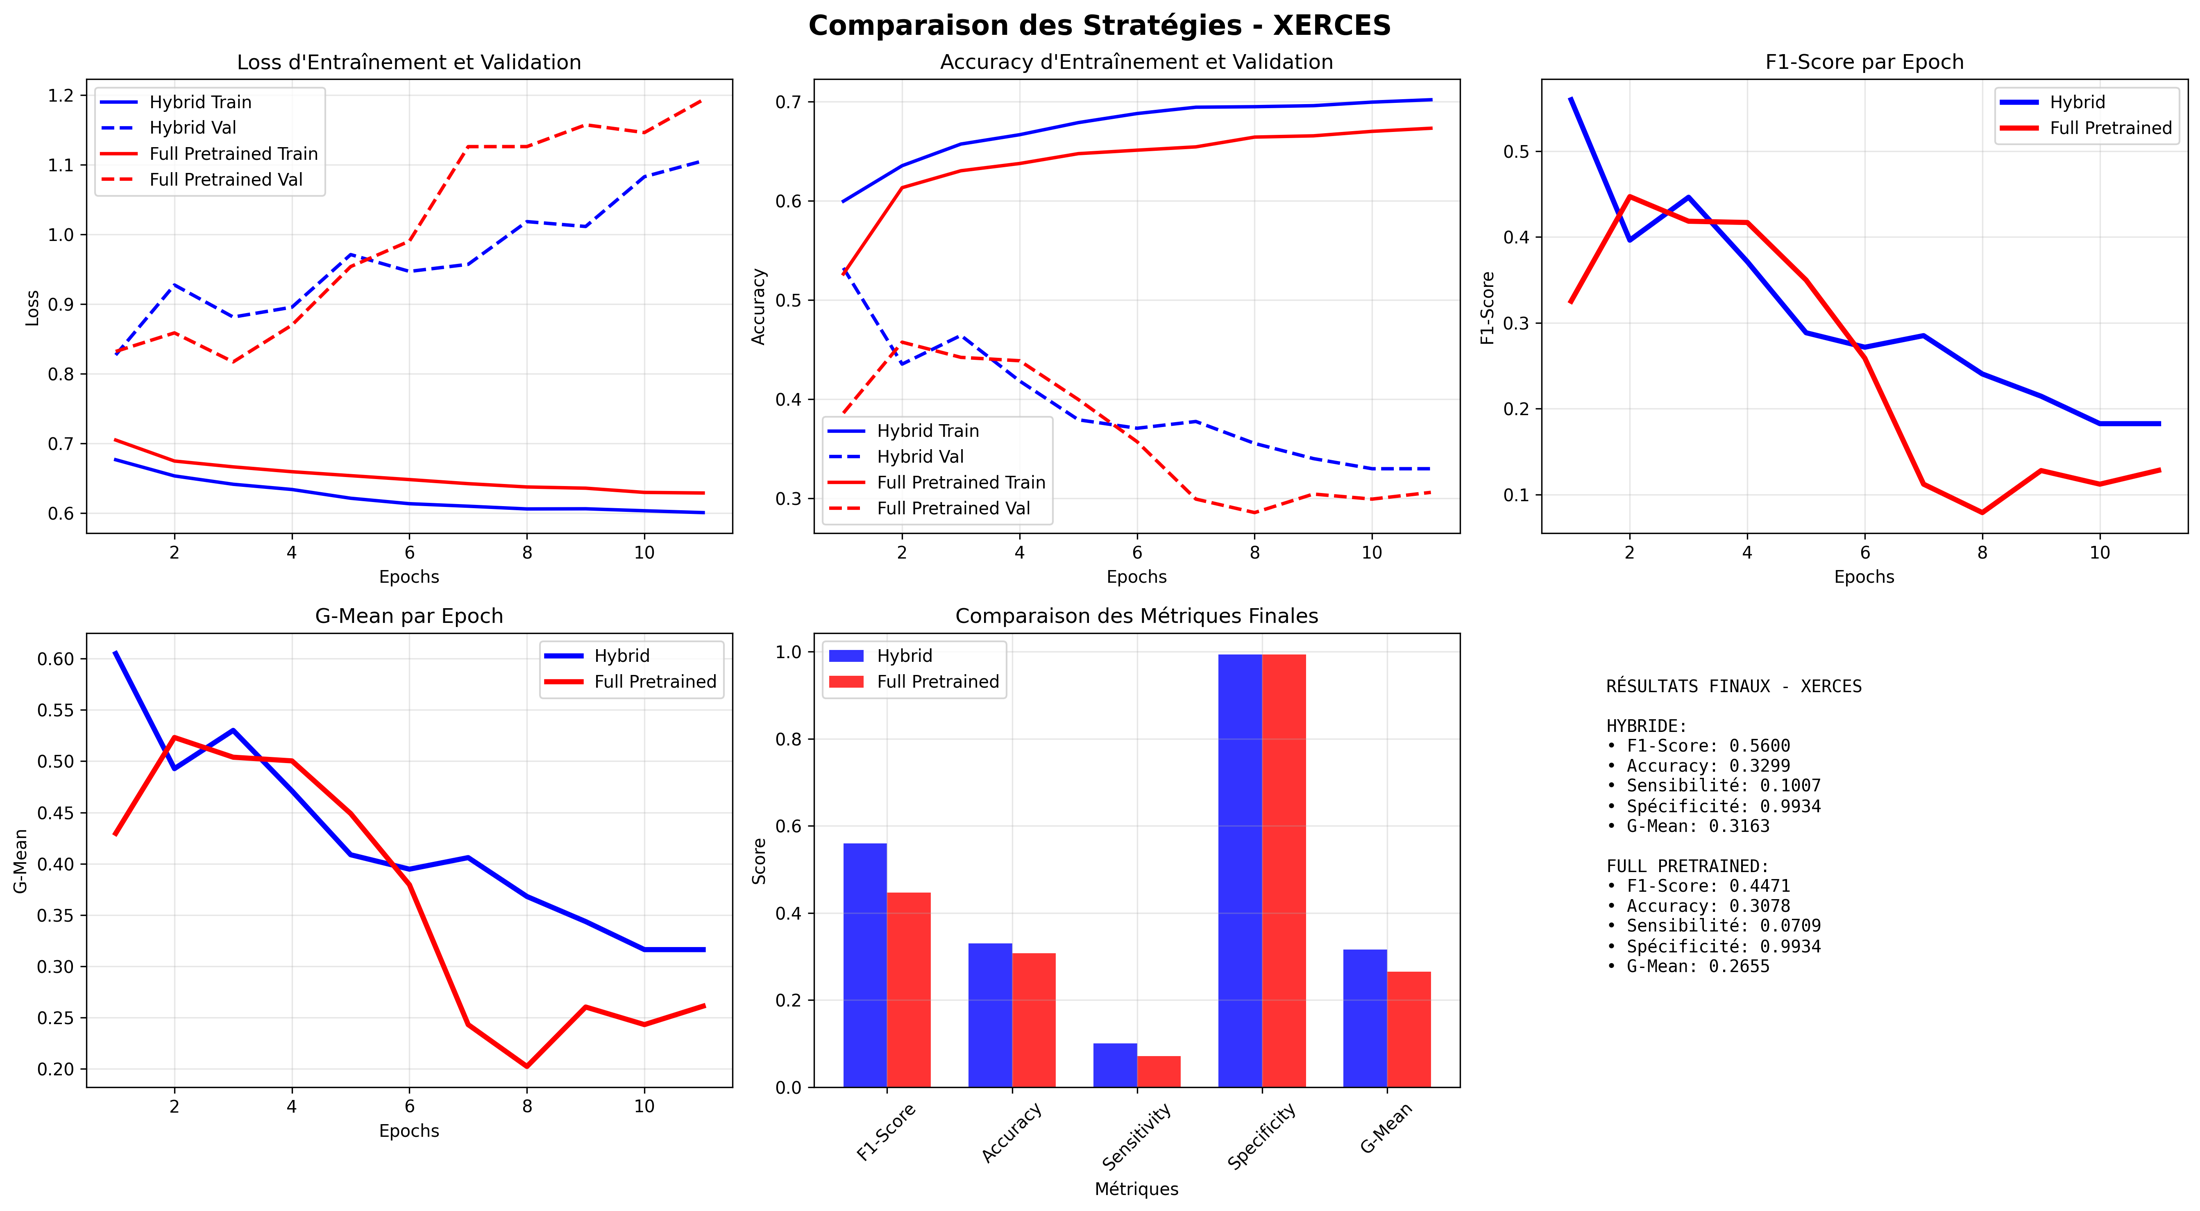 Comparaison des Stratégies - XERCES
Loss d'Entraînement et Validation
Loss
1.2
1.1
1.0
0.9
0.8
0.7
0.6
Hybrid Train
Hybrid Val
Full Pretrained Train
Full Pretrained Val
2 4 6 8 10
Epochs
Accuracy d'Entraînement et Validation
Accuracy
0.7
0.6
0.5
0.4
0.3
Hybrid Train
Hybrid Val
Full Pretrained Train
Full Pretrained Val
2 4 6 8 10
Epochs
F1-Score par Epoch
F1-Score
0.5
0.4
0.3
0.2
0.1
Hybrid
Full Pretrained
2 4 6 8 10
Epochs
G-Mean par Epoch
G-Mean
0.60
0.55
0.50
0.45
0.40
0.35
0.30
0.25
0.20
Hybrid
Full Pretrained
2 4 6 8 10
Epochs
Comparaison des Métriques Finales
Score
1.0
0.8
0.6
0.4
0.2
0.0
Hybrid
Full Pretrained
F1-Score Accuracy Sensitivity Specificity G-Mean
Métriques
RÉSULTATS FINAUX - XERCES
HYBRIDE:
• F1-Score: 0.5600
• Accuracy: 0.3299
• Sensibilité: 0.1007
• Spécificité: 0.9934
• G-Mean: 0.3163
FULL PRETRAINED:
• F1-Score: 0.4471
• Accuracy: 0.3078
• Sensibilité: 0.0709
• Spécificité: 0.9934
• G-Mean: 0.2655